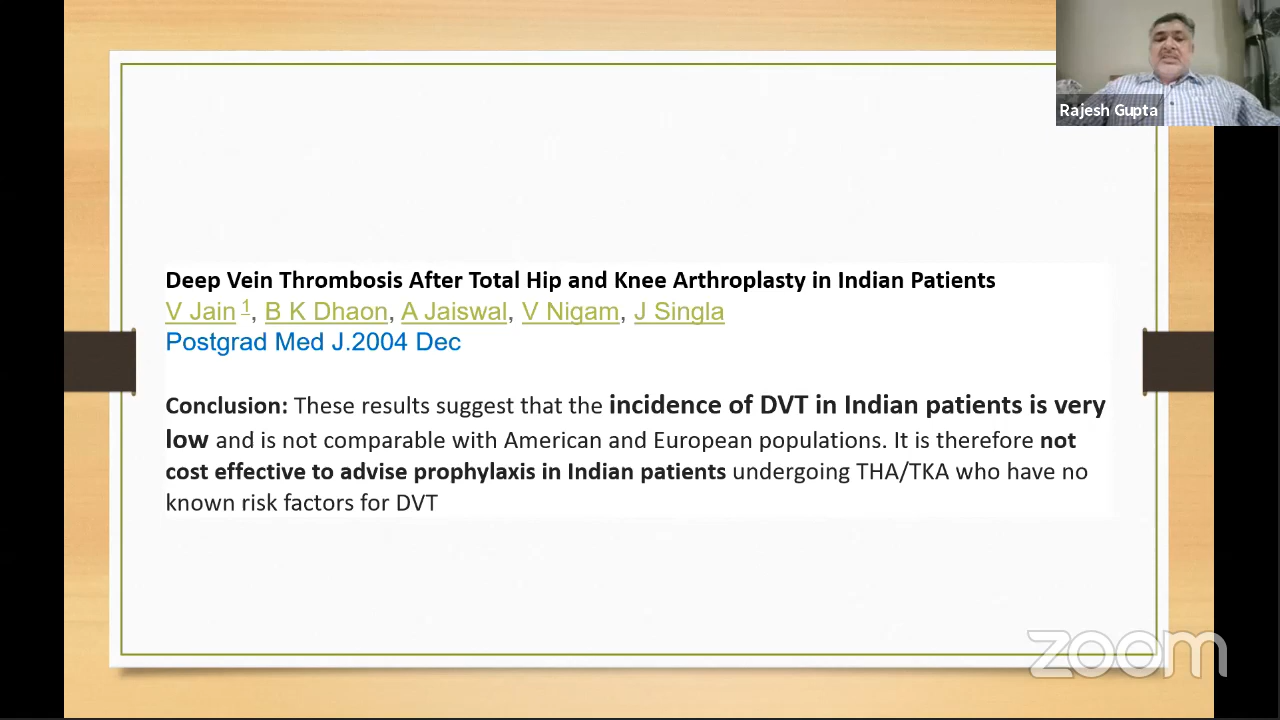 Rajesh Gupta
Deep Vein Thrombosis After Total Hip and Knee Arthroplasty in Indian Patients
V Jain 1, B K Dhaon, A Jaiswal, V Nigam, J Singla
Postgrad Med J.2004 Dec
Conclusion: These results suggest that the incidence of DVT in Indian patients is very
low and is not comparable with American and European populations. It is therefore not
cost effective to advise prophylaxis in Indian patients undergoing THA/TKA who have no
known risk factors for DVT
zoom